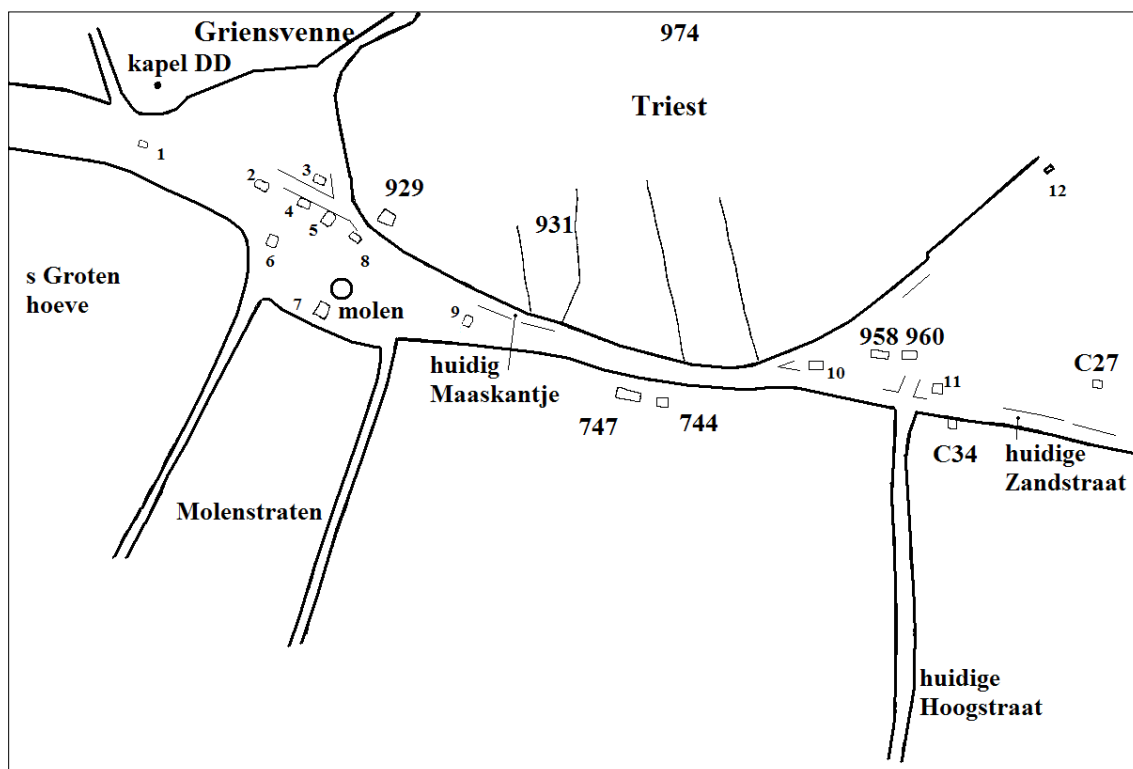 Griensvenne
974
kapel DD
Triest
1
2
3
12
4
929
5
931
6
8
s Groten
hoeve
7
molen
9
958
960
huidig
Maaskantje
10
C27
11
747
744
C34
huidige
Zandstraat
Molenstraten
huidige
Hoogstraat